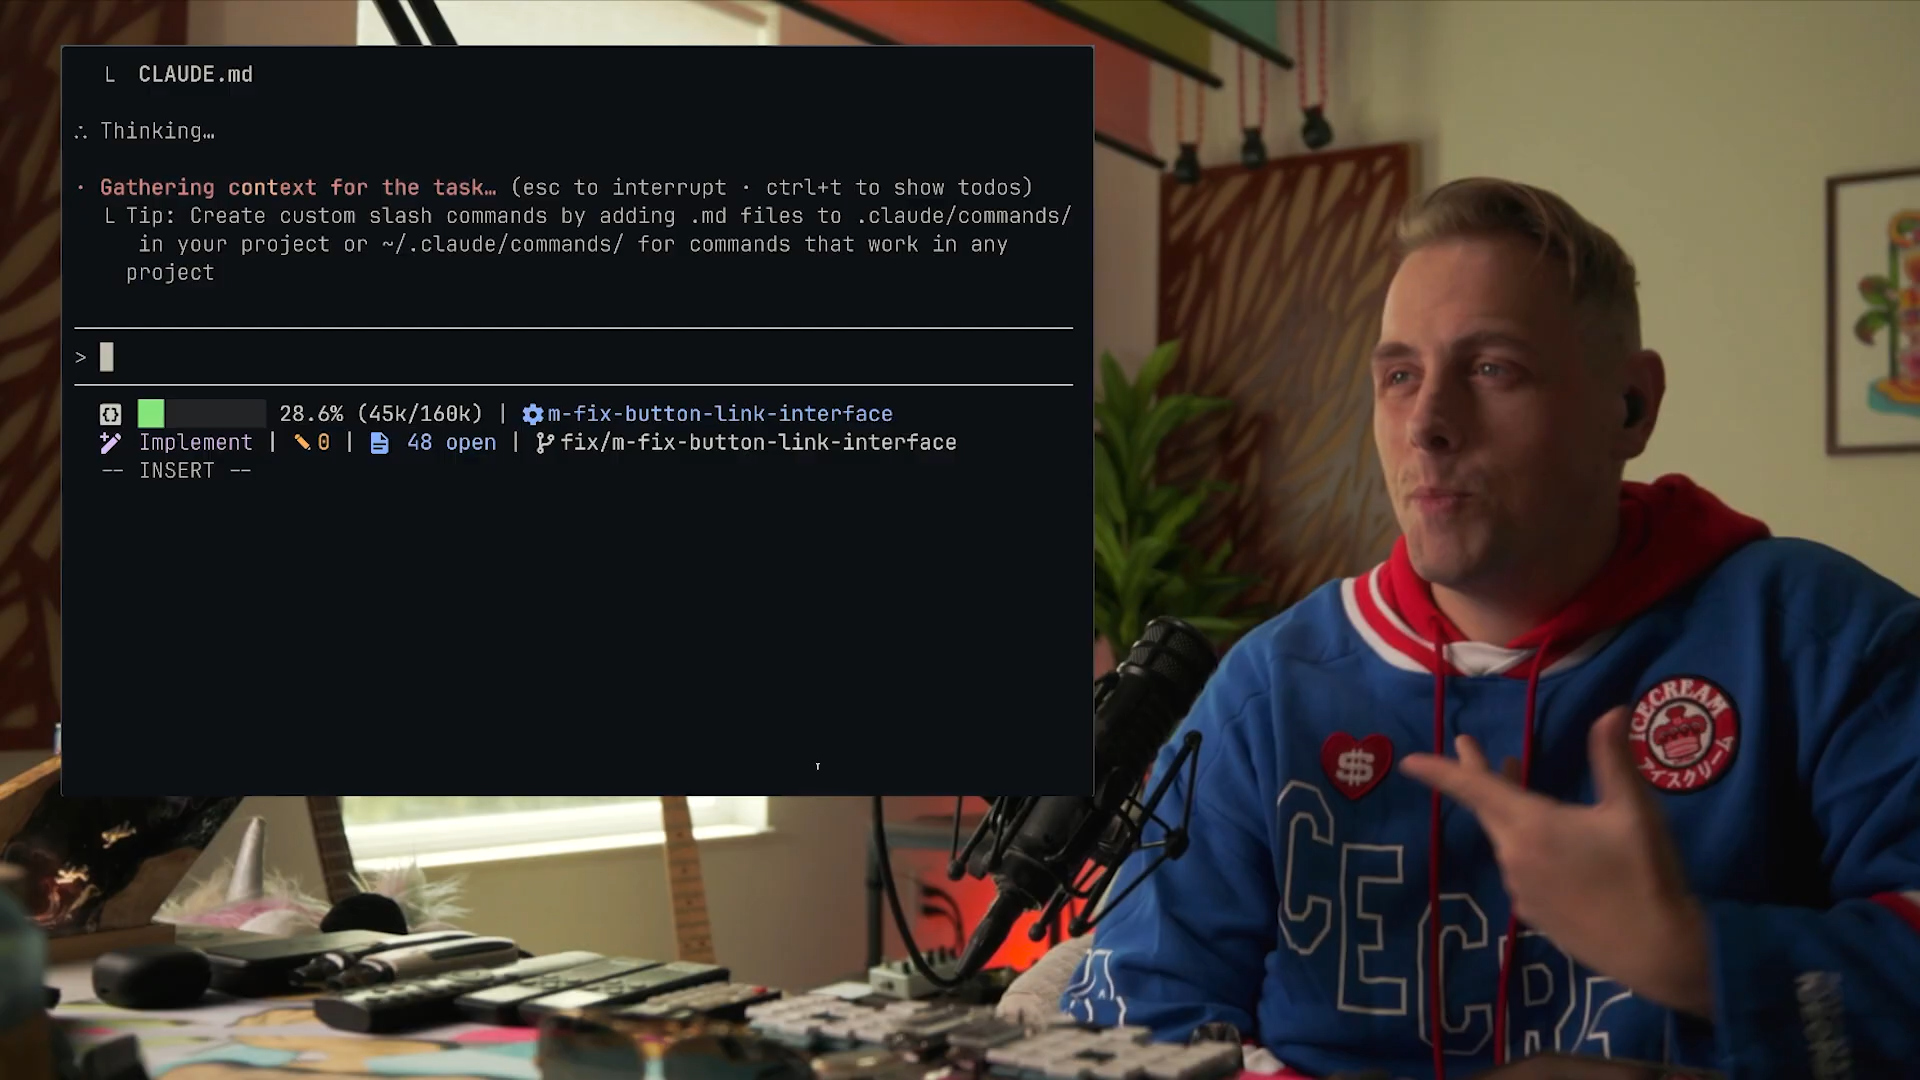 └ CLAUDE.md
∴ Thinking…
· Gathering context for the task… (esc to interrupt · ctrl+t to show todos)
└ Tip: Create custom slash commands by adding .md files to .claude/commands/
in your project or ~/.claude/commands/ for commands that work in any
project
>
{} 28.6% (45k/160k) | m-fix-button-link-interface
Implement | 0 | 48 open | fix/m-fix-button-link-interface
-- INSERT --
$
ICECREAM
アイスクリーム
CECRE